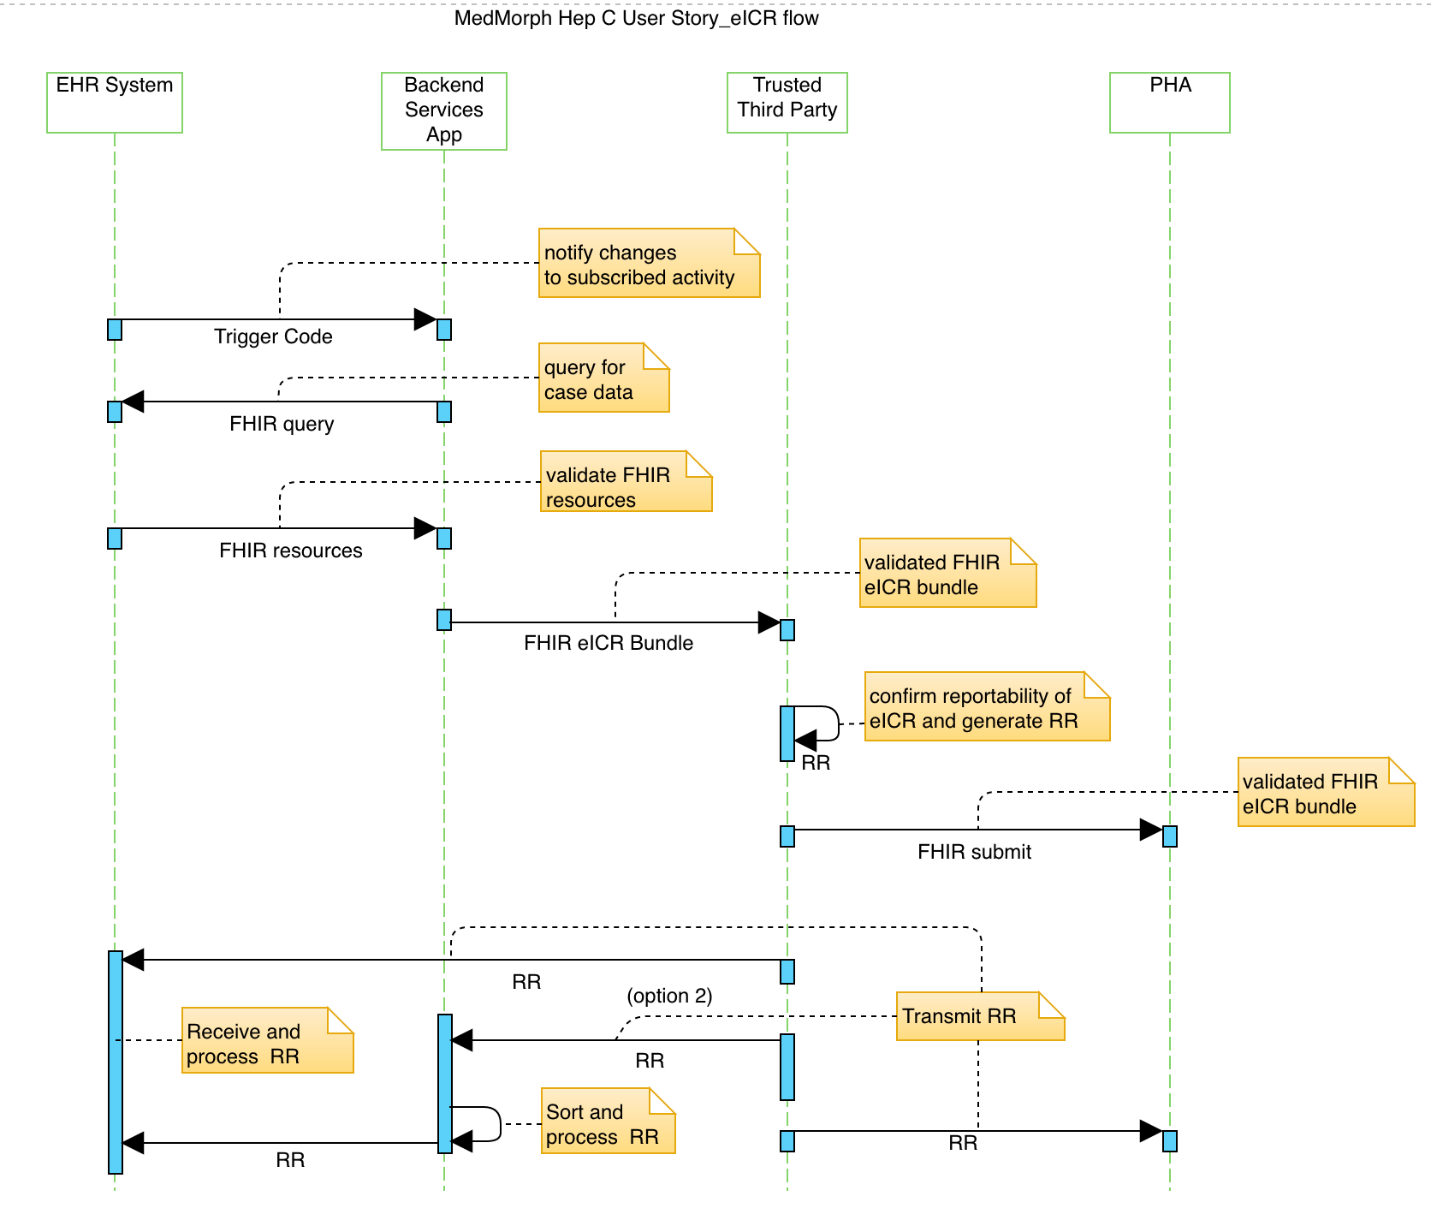 MedMorph Hep C User Story_eICR flow
EHR System
Backend
Services
App
Trusted
Third Party
PHA
notify changes
to subscribed activity
Trigger Code
query for
case data
FHIR query
validate FHIR
resources
FHIR resources
validated FHIR
eICR bundle
FHIR eICR Bundle
confirm reportability of
eICR and generate RR
RR
validated FHIR
eICR bundle
FHIR submit
RR
(option 2)
Transmit RR
Receive and
process  RR
RR
Sort and
process  RR
RR
RR